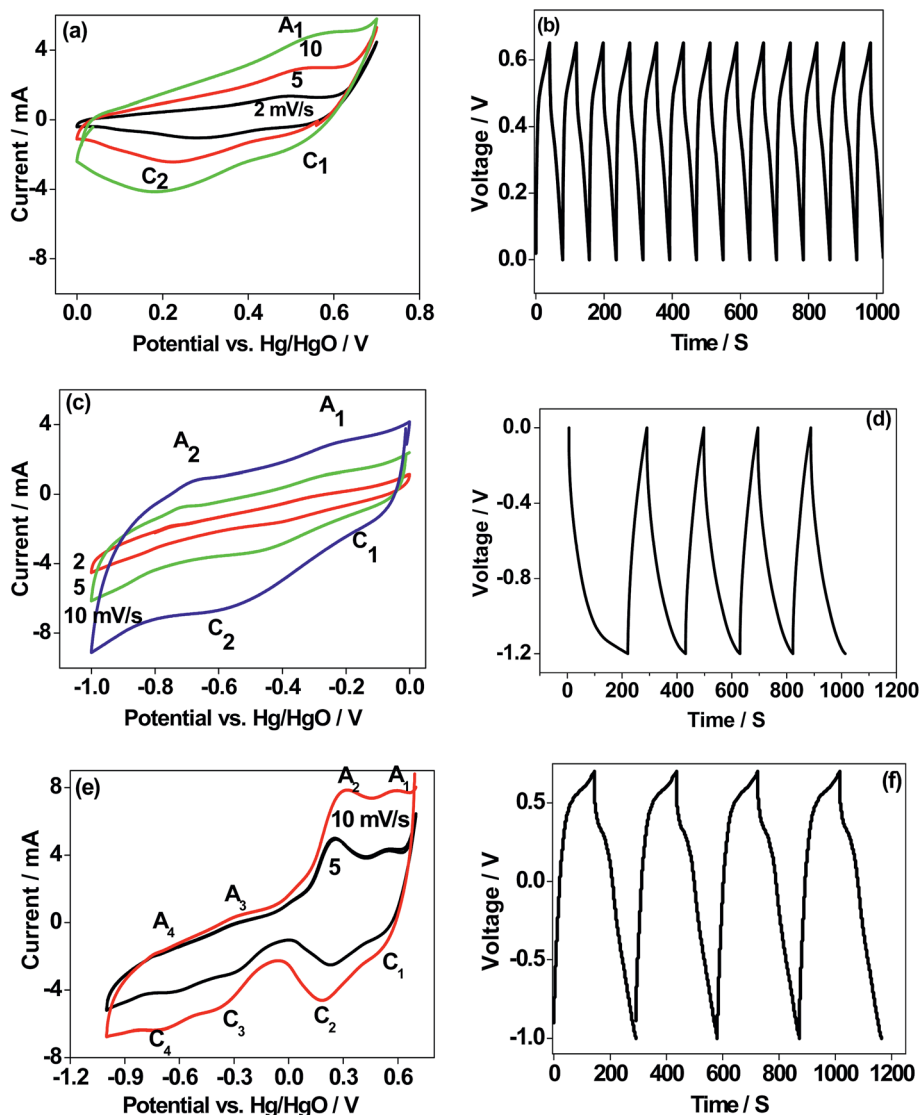 (a)
A1
10
5
2 mV/s
C2
C1
4
0
-4
-8
Current / mA
0.0 0.2 0.4 0.6 0.8
Potential vs. Hg/HgO / V
(b)
0.6
0.4
0.2
0.0
Voltage / V
0 200 400 600 800 1000
Time / S
(c)
A1
A2
2
5
10 mV/s
C1
C2
4
0
-4
-8
Current / mA
-1.0 -0.8 -0.6 -0.4 -0.2 0.0
Potential vs. Hg/HgO / V
(d)
0.0
-0.4
-0.8
-1.2
Voltage / V
0 200 400 600 800 1000 1200
Time / S
(e)
A2 A1
10 mV/s
5
A3
A4
C1
C2
C3
C4
8
4
0
-4
-8
Current / mA
-1.2 -0.9 -0.6 -0.3 0.0 0.3 0.6
Potential vs. Hg/HgO / V
(f)
0.5
0.0
-0.5
-1.0
Voltage / V
0 200 400 600 800 1000 1200
Time / S